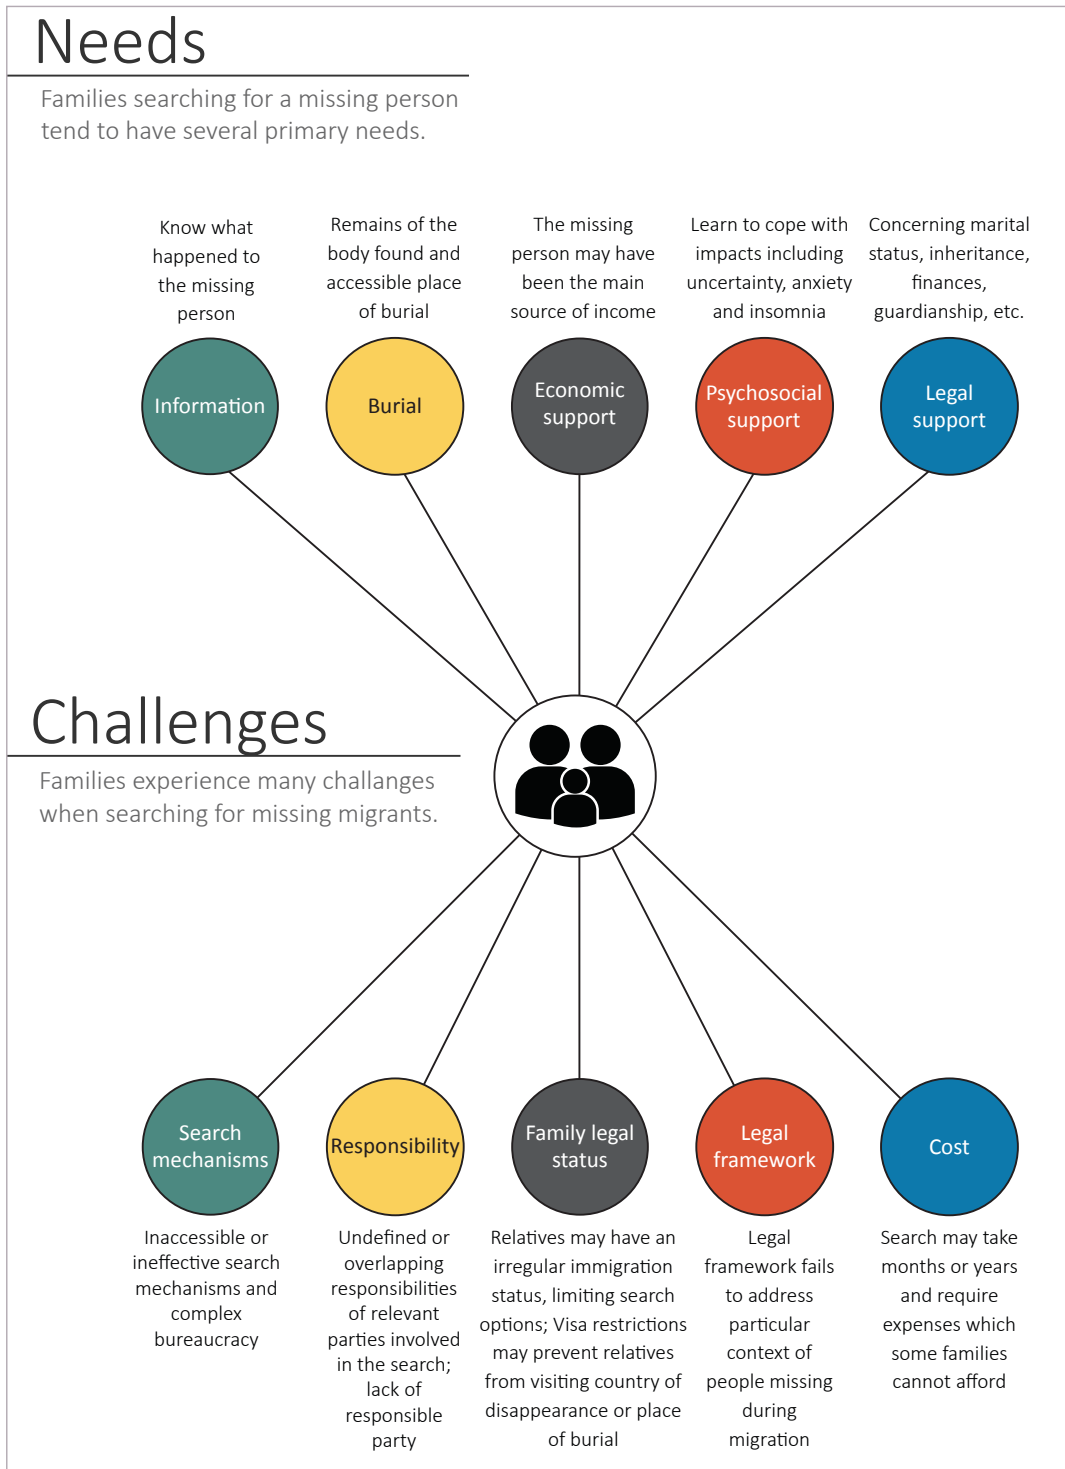 Needs
Families searching for a missing person
tend to have several primary needs.
Know what
happened to
the missing
person
Remains of the
body found and
accessible place
of burial
The missing
person may have
been the main
source of income
Learn to cope with
impacts including
uncertainty, anxiety
and insomnia
Concerning marital
status, inheritance,
finances,
guardianship, etc.
Information
Burial
Economic
support
Psychosocial
support
Legal
support
Challenges
Families experience many challanges
when searching for missing migrants.
Search
mechanisms
Responsibility
Family legal
status
Legal
framework
Cost
Inaccessible or
ineffective search
mechanisms and
complex
bureaucracy
Undefined or
overlapping
responsibilities
of relevant
parties involved
in the search;
lack of
responsible
party
Relatives may have an
irregular immigration
status, limiting search
options; Visa restrictions
may prevent relatives
from visiting country of
disappearance or place
of burial
Legal
framework fails
to address
particular
context of
people missing
during
migration
Search may take
months or years
and require
expenses which
some families
cannot afford